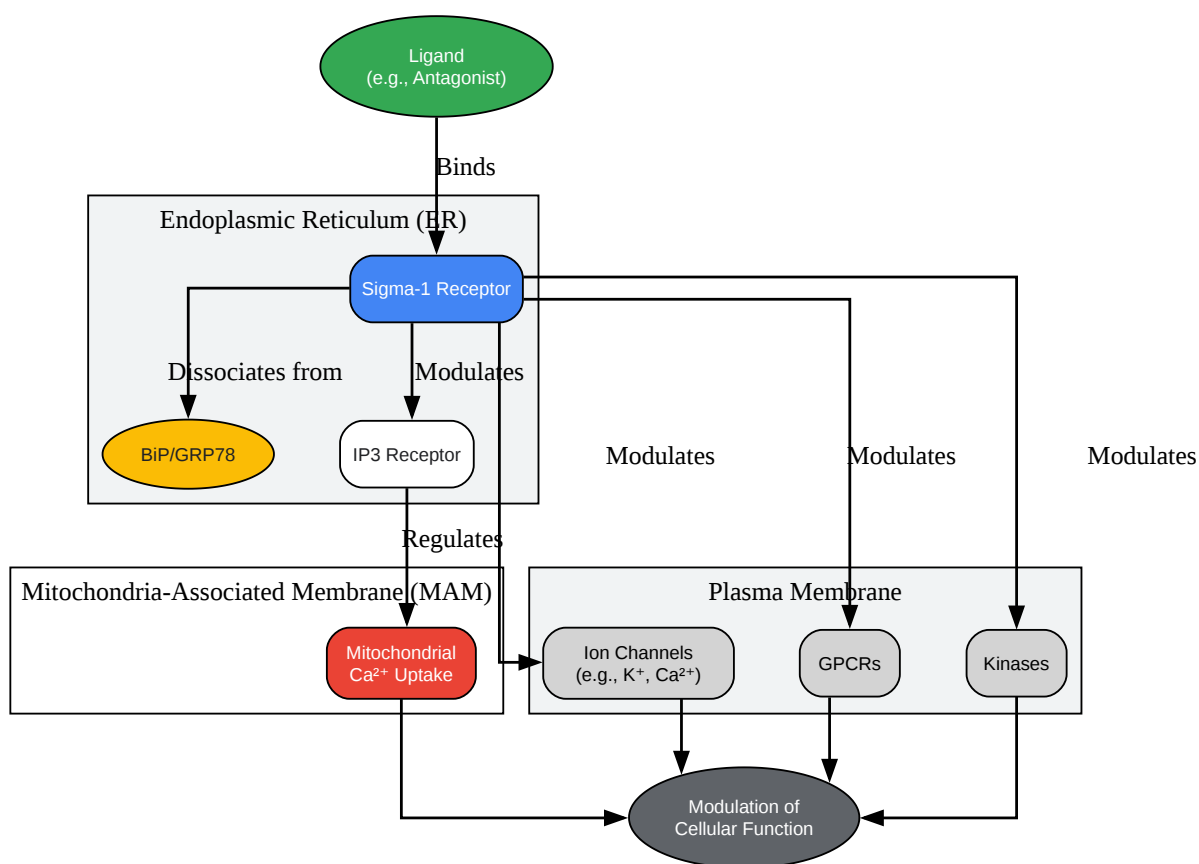 Ligand
(e.g., Antagonist)
Binds
Endoplasmic Reticulum (ER)
Sigma-1 Receptor
Dissociates from
Modulates
BiP/GRP78
IP3 Receptor
Modulates
Modulates
Modulates
Regulates
Mitochondria-Associated Membrane (MAM)
Plasma Membrane
Mitochondrial
Ca²⁺ Uptake
Ion Channels
(e.g., K⁺, Ca²⁺)
GPCRs
Kinases
Modulation of
Cellular Function